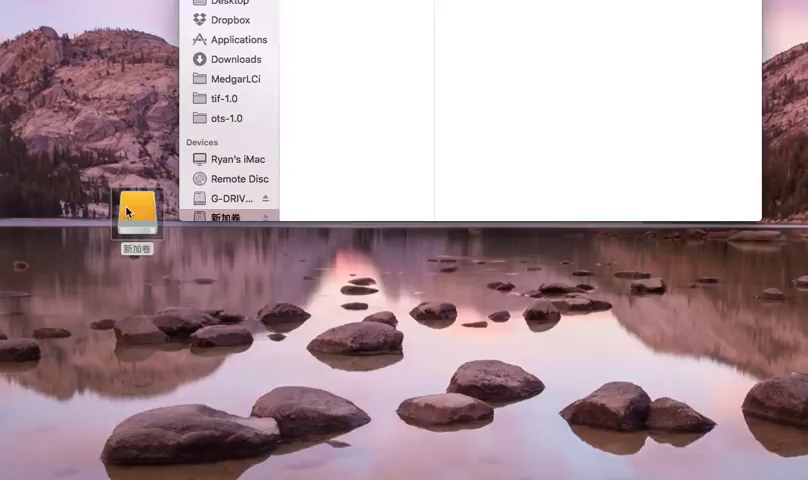 Desktop
Dropbox
Applications
Downloads
MedgarLCi
tif-1.0
ots-1.0
Devices
Ryan's iMac
Remote Disc
G-DRIV...
新加卷
新加卷